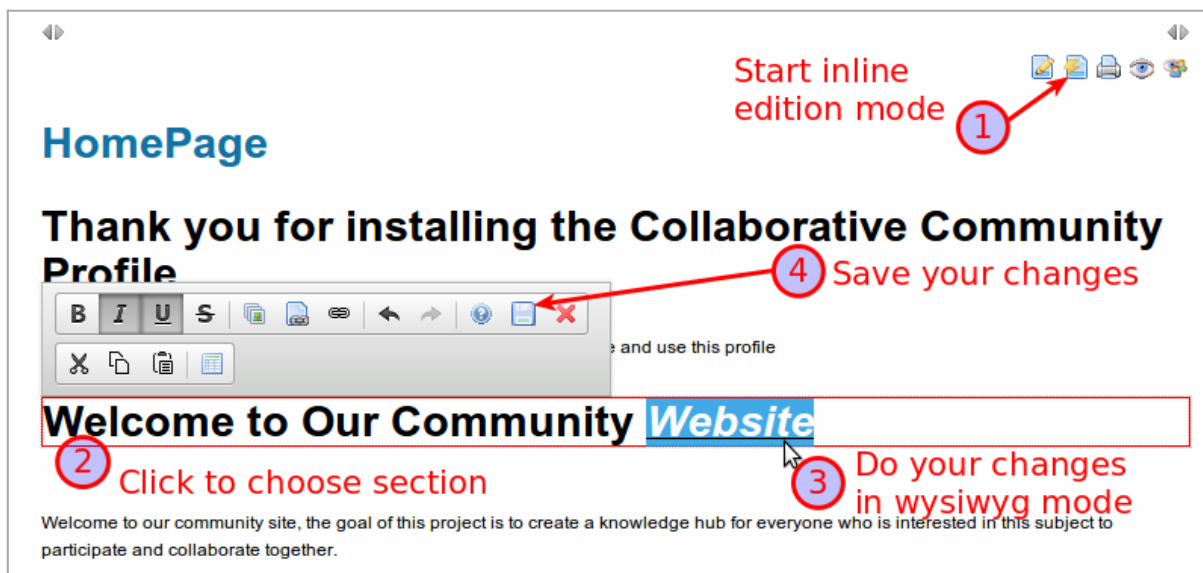 Start inline
edition mode
1
HomePage
Thank you for installing the Collaborative Community
Profile
4 Save your changes
B I U S
and use this profile
Welcome to Our Community Website
2
Click to choose section
3
Do your changes
in wysiwyg mode
Welcome to our community site, the goal of this project is to create a knowledge hub for everyone who is interested in this subject to
participate and collaborate together.